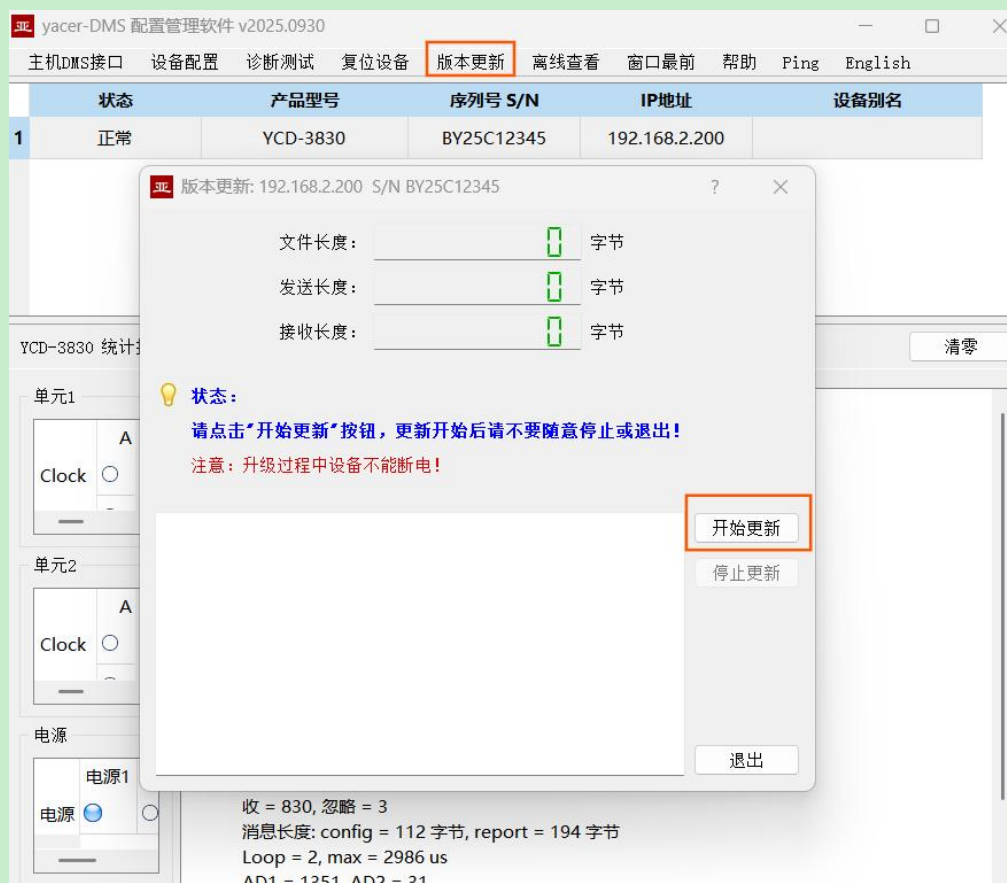 亚 yacer-DMS 配置管理软件 v2025.0930
主机DMS接口 设备配置 诊断测试 复位设备 版本更新 离线查看 窗口最前 帮助 Ping English
状态 产品型号 序列号 S/N IP地址 设备别名
1 正常 YCD-3830 BY25C12345 192.168.2.200
亚 版本更新: 192.168.2.200 S/N BY25C12345 ?
文件长度: 0 字节
发送长度: 0 字节
接收长度: 0 字节
YCD-3830 统计 清零
状态:
请点击"开始更新"按钮，更新开始后请不要随意停止或退出!
注意: 升级过程中设备不能断电!
单元1
A
Clock
开始更新
停止更新
单元2
A
Clock
电源
退出
电源1
电源
收 = 830, 忽略 = 3
消息长度: config = 112 字节, report = 194 字节
Loop = 2, max = 2986 us
AD1 = 1351, AD2 = 31